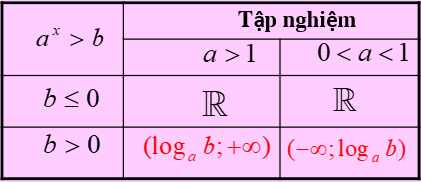 a^x > b
Tập nghiệm
a > 1 0 < a < 1
b ≤ 0 ℝ ℝ
b > 0 (log_a b; +∞) (−∞; log_a b)